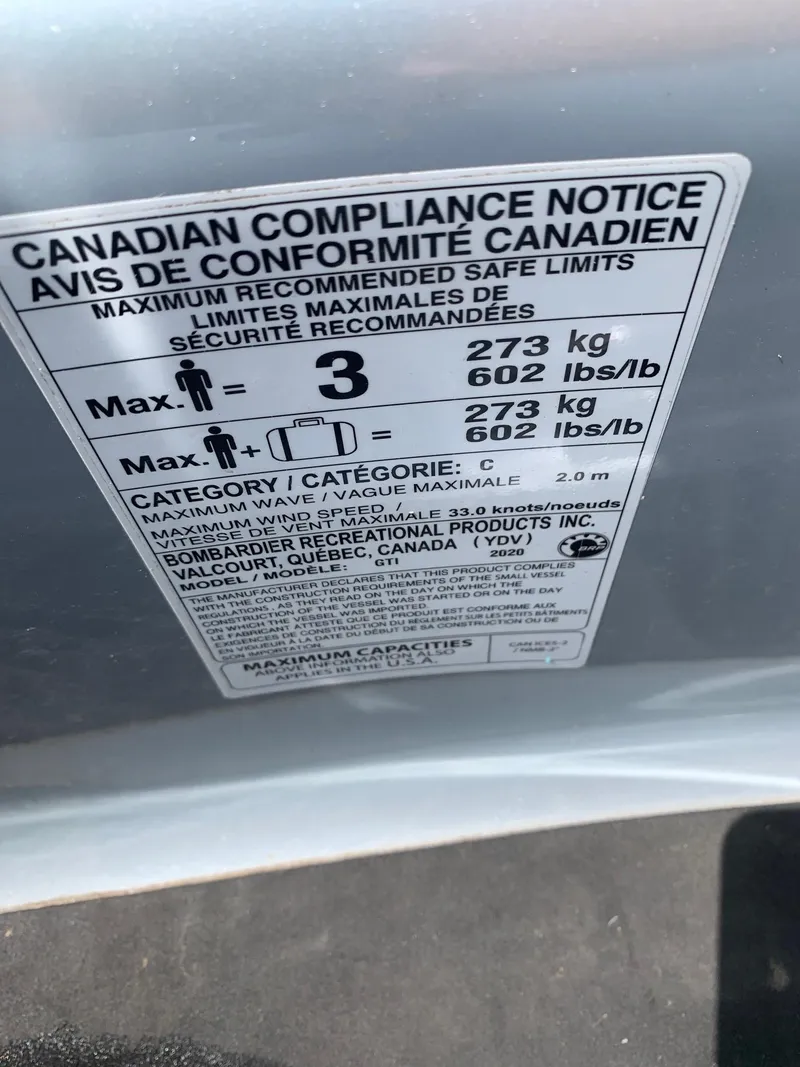 CANADIAN COMPLIANCE NOTICE
AVIS DE CONFORMITÉ CANADIEN
MAXIMUM RECOMMENDED SAFE LIMITS
LIMITES MAXIMALES DE
SÉCURITÉ RECOMMANDÉES
Max. = 3 273 kg
602 lbs/lb
Max. + = 273 kg
602 lbs/lb
CATEGORY / CATÉGORIE: C
MAXIMUM WAVE / VAGUE MAXIMALE 2.0 m
MAXIMUM WIND SPEED /
VITESSE DE VENT MAXIMALE 33.0 knots/noeuds
BOMBARDIER RECREATIONAL PRODUCTS INC.
VALCOURT, QUÉBEC, CANADA (YDV)
MODEL / MODÈLE: GTI 2020
BRP
THE MANUFACTURER DECLARES THAT THIS PRODUCT COMPLIES
WITH THE CONSTRUCTION REQUIREMENTS OF THE SMALL VESSEL
REGULATIONS, AS THEY READ ON THE DAY ON WHICH THE
CONSTRUCTION OF THE VESSEL WAS STARTED OR ON THE DAY
ON WHICH THE VESSEL WAS IMPORTED.
LE FABRICANT ATTESTE QUE CE PRODUIT EST CONFORME AUX
EXIGENCES DE CONSTRUCTION DU RÈGLEMENT SUR LES PETITS BÂTIMENTS
EN VIGUEUR À LA DATE DU DÉBUT DE SA CONSTRUCTION OU DE
SON IMPORTATION.
MAXIMUM CAPACITIES
ABOVE INFORMATION ALSO
APPLIES IN THE U.S.A.
CAN ICES-2
/ NMB-2"